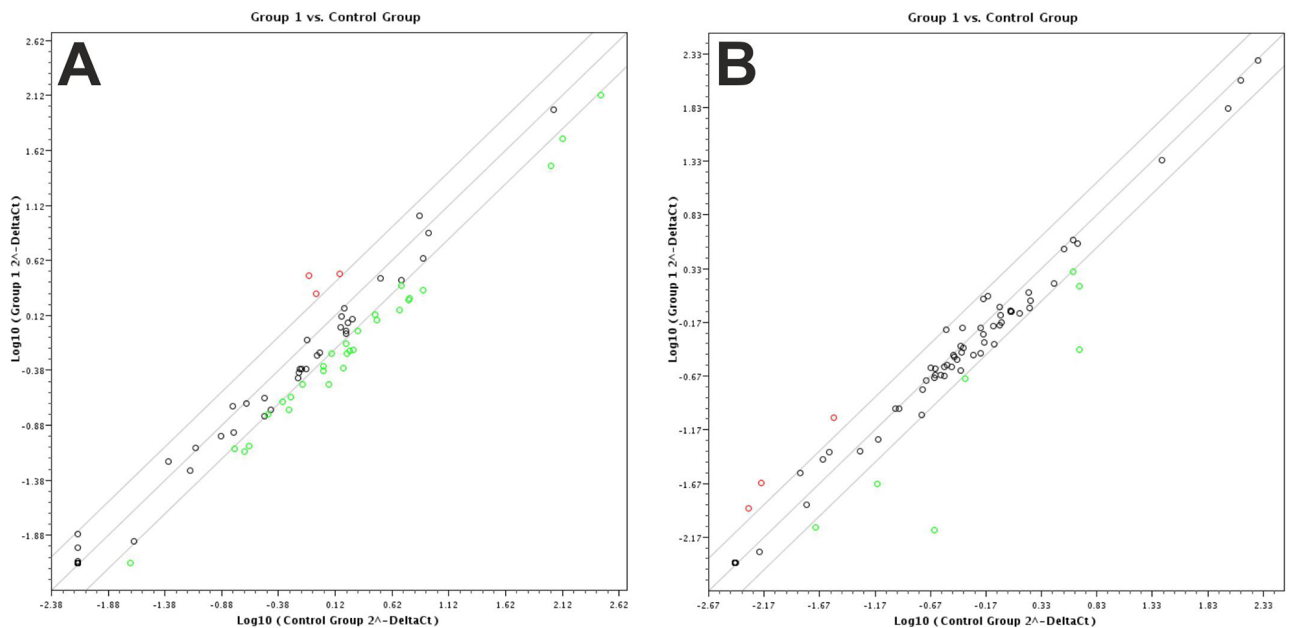 Group 1 vs. Control Group
A
Log10 (Group 1 2^-DeltaCt)
2.62
2.12
1.62
1.12
0.62
0.12
-0.38
-0.88
-1.38
-1.88
-2.38 -1.88 -1.38 -0.88 -0.38 0.12 0.62 1.12 1.62 2.12 2.62
Log10 (Control Group 2^-DeltaCt)
Group 1 vs. Control Group
B
Log10 (Group 1 2^-DeltaCt)
2.33
1.83
1.33
0.83
0.33
-0.17
-0.67
-1.17
-1.67
-2.17
-2.67 -2.17 -1.67 -1.17 -0.67 -0.17 0.33 0.83 1.33 1.83 2.33
Log10 (Control Group 2^-DeltaCt)